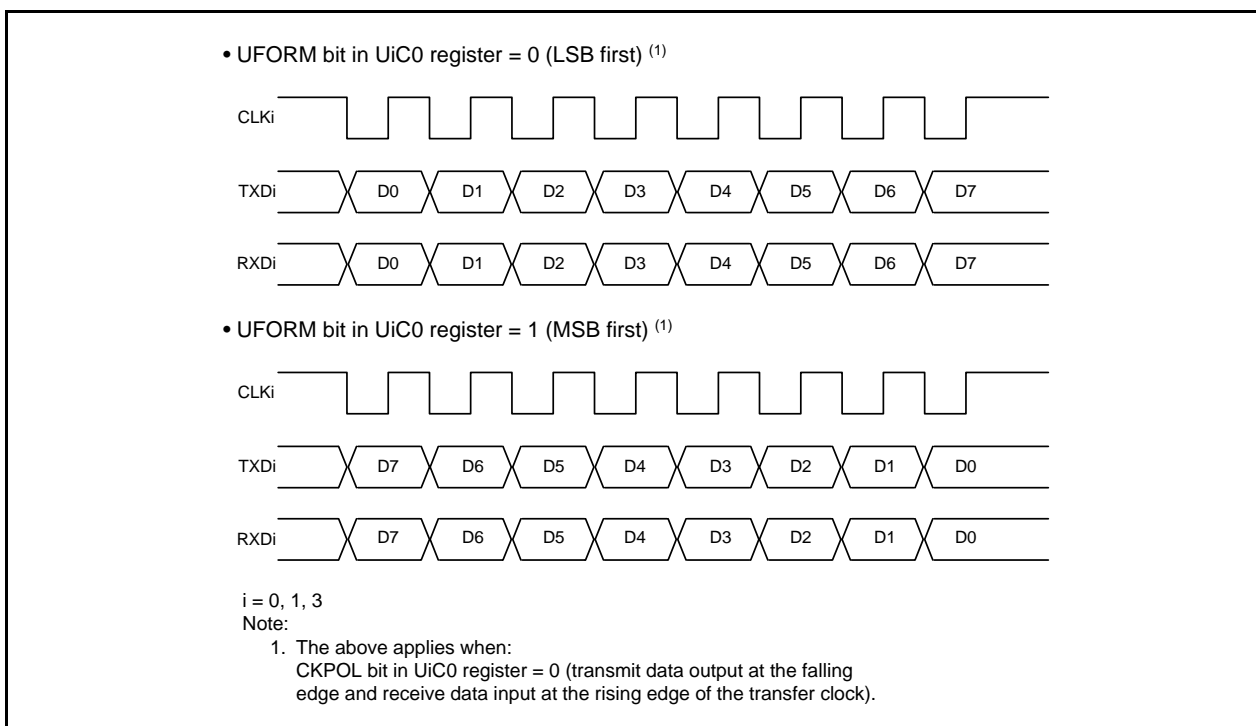 • UFORM bit in UiC0 register = 0 (LSB first) (1)
CLKi
TXDi D0 D1 D2 D3 D4 D5 D6 D7
RXDi D0 D1 D2 D3 D4 D5 D6 D7
• UFORM bit in UiC0 register = 1 (MSB first) (1)
CLKi
TXDi D7 D6 D5 D4 D3 D2 D1 D0
RXDi D7 D6 D5 D4 D3 D2 D1 D0
i = 0, 1, 3
Note:
1. The above applies when:
CKPOL bit in UiC0 register = 0 (transmit data output at the falling
edge and receive data input at the rising edge of the transfer clock).